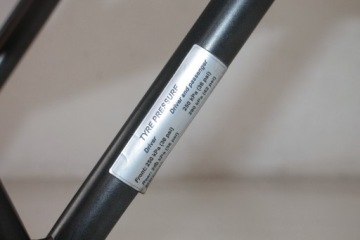 TYRE PRESSURE
Driver
Driver and passenger
Front: 250 kPa (36 psi)
250 kPa (36 psi)